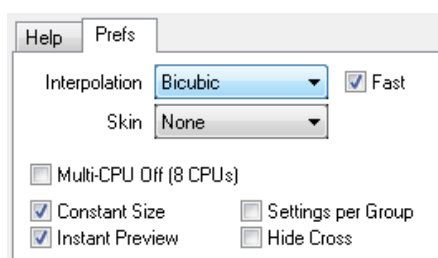 Help Prefs
Interpolation Bicubic Fast
Skin None
Multi-CPU Off (8 CPUs)
Constant Size Settings per Group
Instant Preview Hide Cross